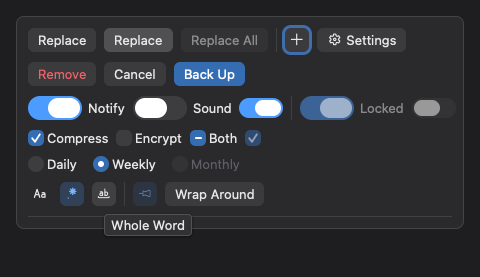 Replace Replace Replace All + Settings
Remove Cancel Back Up
Notify Sound Locked
Compress Encrypt Both
Daily Weekly Monthly
Aa .* ab Wrap Around
Whole Word